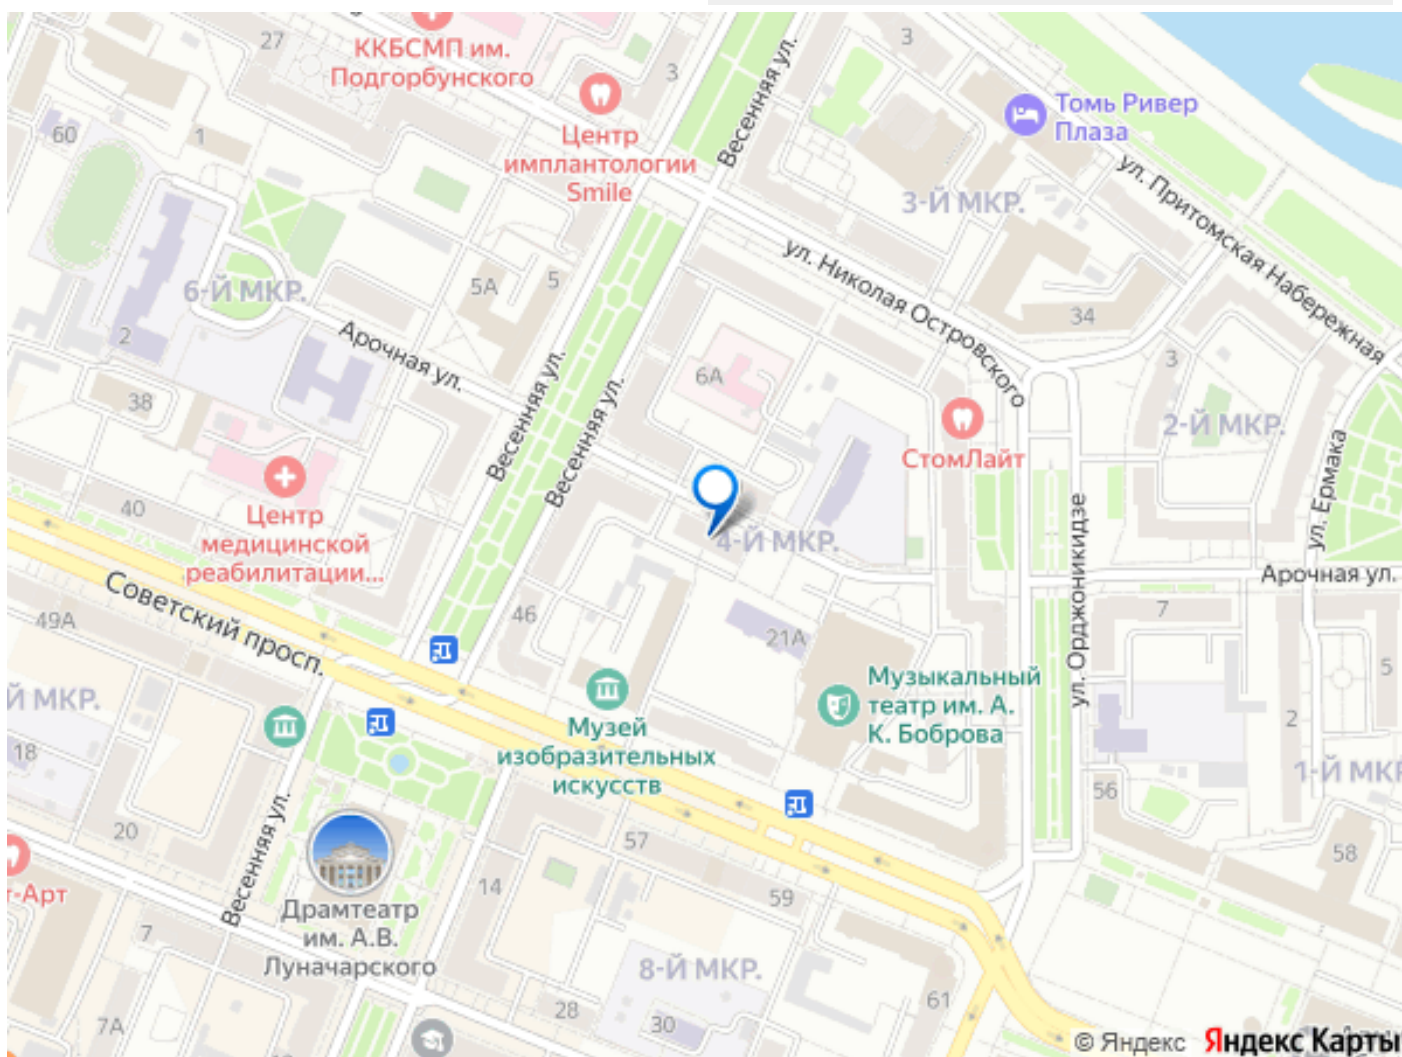 27
ККБСМП им.
Подгорбунского
3
Весенняя ул.
3
Томь Ривер
Плаза
60
1
Центр
имплантологии
Smile
ул. Притомская Набережная
3-Й МКР.
ул. Николая Островского
6-Й МКР.
5А
5
34
2
Арочная ул.
Весенняя ул.
Весенняя ул.
6А
3
38
2-Й МКР.
СтомЛайт
ул. Ермака
40
Центр
медицинской
реабилитации...
4-Й МКР.
ул. Орджоникидзе
Арочная ул.
Советский просп.
49А
46
21А
7
5
Й МКР.
Музей
изобразительных
искусств
Музыкальный
театр им. А.
К. Боброва
2
18
1-Й МКР
56
Весенняя ул.
20
57
58
т-Арт
14
59
Драмтеатр
им. А.В.
Луначарского
7
8-Й МКР.
61
28
30
7А
© Яндекс Яндекс Карты